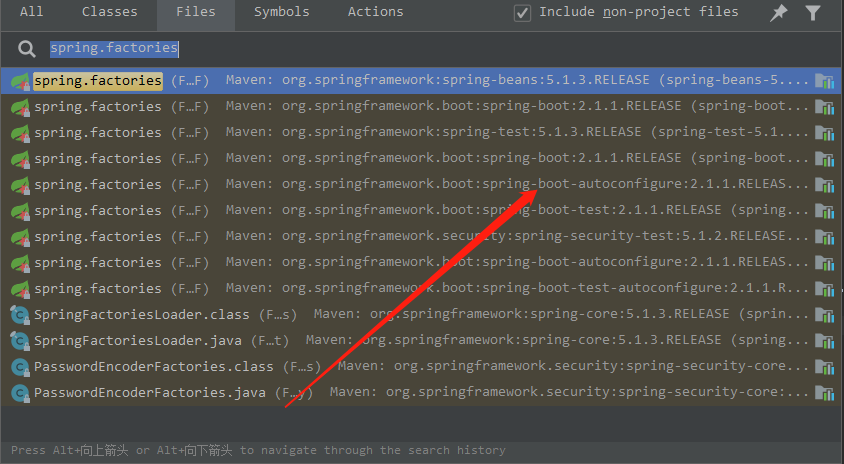 All Classes Files Symbols Actions Include non-project files
spring.factories
spring.factories (F...F) Maven: org.springframework:spring-beans:5.1.3.RELEASE (spring-beans-5....
spring.factories (F...F) Maven: org.springframework.boot:spring-boot:2.1.1.RELEASE (spring-boot...
spring.factories (F...F) Maven: org.springframework:spring-test:5.1.3.RELEASE (spring-test-5.1....
spring.factories (F...F) Maven: org.springframework.boot:spring-boot:2.1.1.RELEASE (spring-boot...
spring.factories (F...F) Maven: org.springframework.boot:spring-boot-autoconfigure:2.1.1.RELEAS...
spring.factories (F...F) Maven: org.springframework.boot:spring-boot-test:2.1.1.RELEASE (spring...
spring.factories (F...F) Maven: org.springframework.security:spring-security-test:5.1.2.RELEASE...
spring.factories (F...F) Maven: org.springframework.boot:spring-boot-autoconfigure:2.1.1.RELEAS...
spring.factories (F...F) Maven: org.springframework.boot:spring-boot-test-autoconfigure:2.1.1.R...
SpringFactoriesLoader.class (F...s) Maven: org.springframework:spring-core:5.1.3.RELEASE (sprin...
SpringFactoriesLoader.java (F...t) Maven: org.springframework:spring-core:5.1.3.RELEASE (spring...
PasswordEncoderFactories.class (F...s) Maven: org.springframework.security:spring-security-core...
PasswordEncoderFactories.java (F...y) Maven: org.springframework.security:spring-security-core:...
Press Alt+向上箭头 or Alt+向下箭头 to navigate through the search history